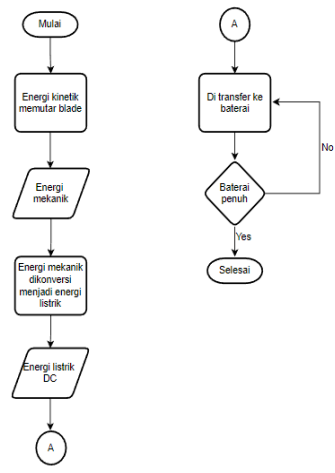 Mulai
Energi kinetik
memutar blade
Energi
mekanik
Energi mekanik
dikonversi
menjadi energi
listrik
Energi listrik
DC
A
A
Di transfer ke
baterai
No
Baterai
penuh
Yes
Selesai